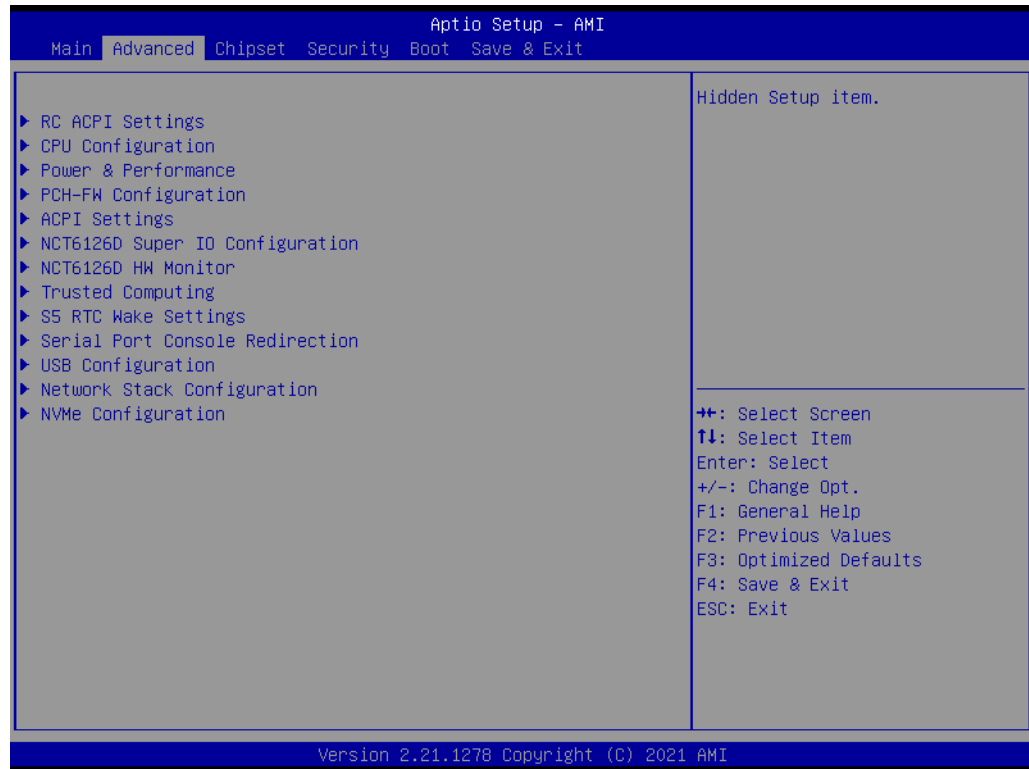 Aptio Setup – AMI
Main Advanced Chipset Security Boot Save & Exit
RC ACPI Settings
CPU Configuration
Power & Performance
PCH-FW Configuration
ACPI Settings
NCT6126D Super IO Configuration
NCT6126D HW Monitor
Trusted Computing
S5 RTC Wake Settings
Serial Port Console Redirection
USB Configuration
Network Stack Configuration
NVMe Configuration
Hidden Setup item.
→←: Select Screen
↑↓: Select Item
Enter: Select
+/-: Change Opt.
F1: General Help
F2: Previous Values
F3: Optimized Defaults
F4: Save & Exit
ESC: Exit
Version 2.21.1278 Copyright (C) 2021 AMI